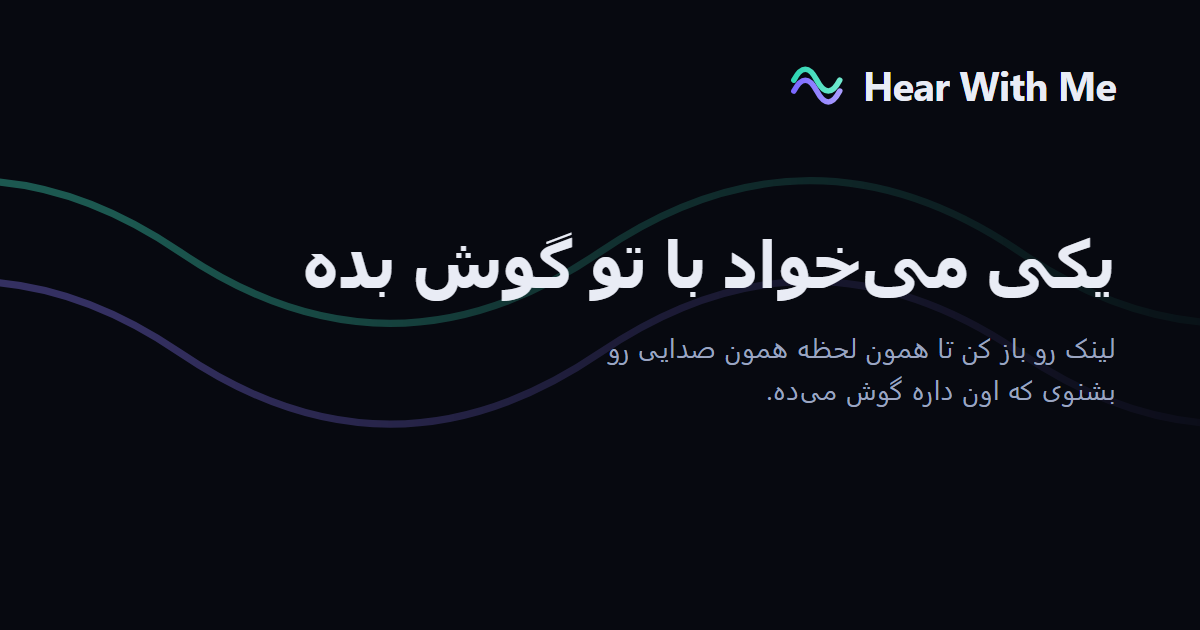 Hear With Me
یکی می‌خواد با تو گوش بده
لینک رو باز کن تا همون لحظه همون صدایی رو
بشنوی که اون داره گوش می‌ده.